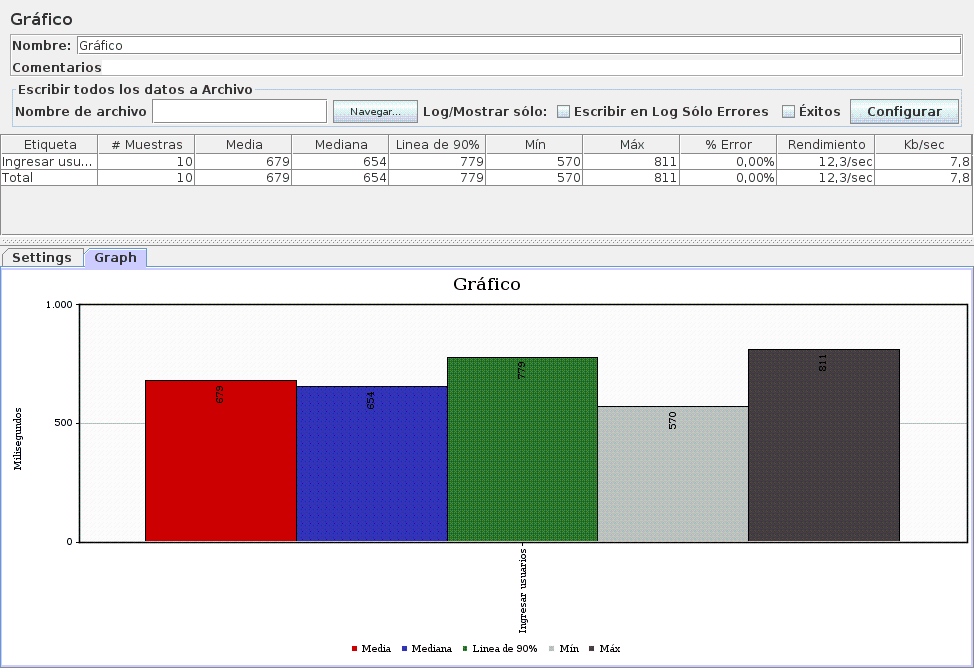 Gráfico
Nombre: Gráfico
Comentarios
Escribir todos los datos a Archivo
Nombre de archivo Navegar... Log/Mostrar sólo: Escribir en Log Sólo Errores Éxitos Configurar
Etiqueta # Muestras Media Mediana Linea de 90% Mín Máx % Error Rendimiento Kb/sec
Ingresar usu... 10 679 654 779 570 811 0,00% 12,3/sec 7,8
Total 10 679 654 779 570 811 0,00% 12,3/sec 7,8
Settings Graph
Gráfico
1.000
500
0
Milisegundos
679 654 779 570 811
Ingresar usuarios
Media Mediana Linea de 90% Mín Máx